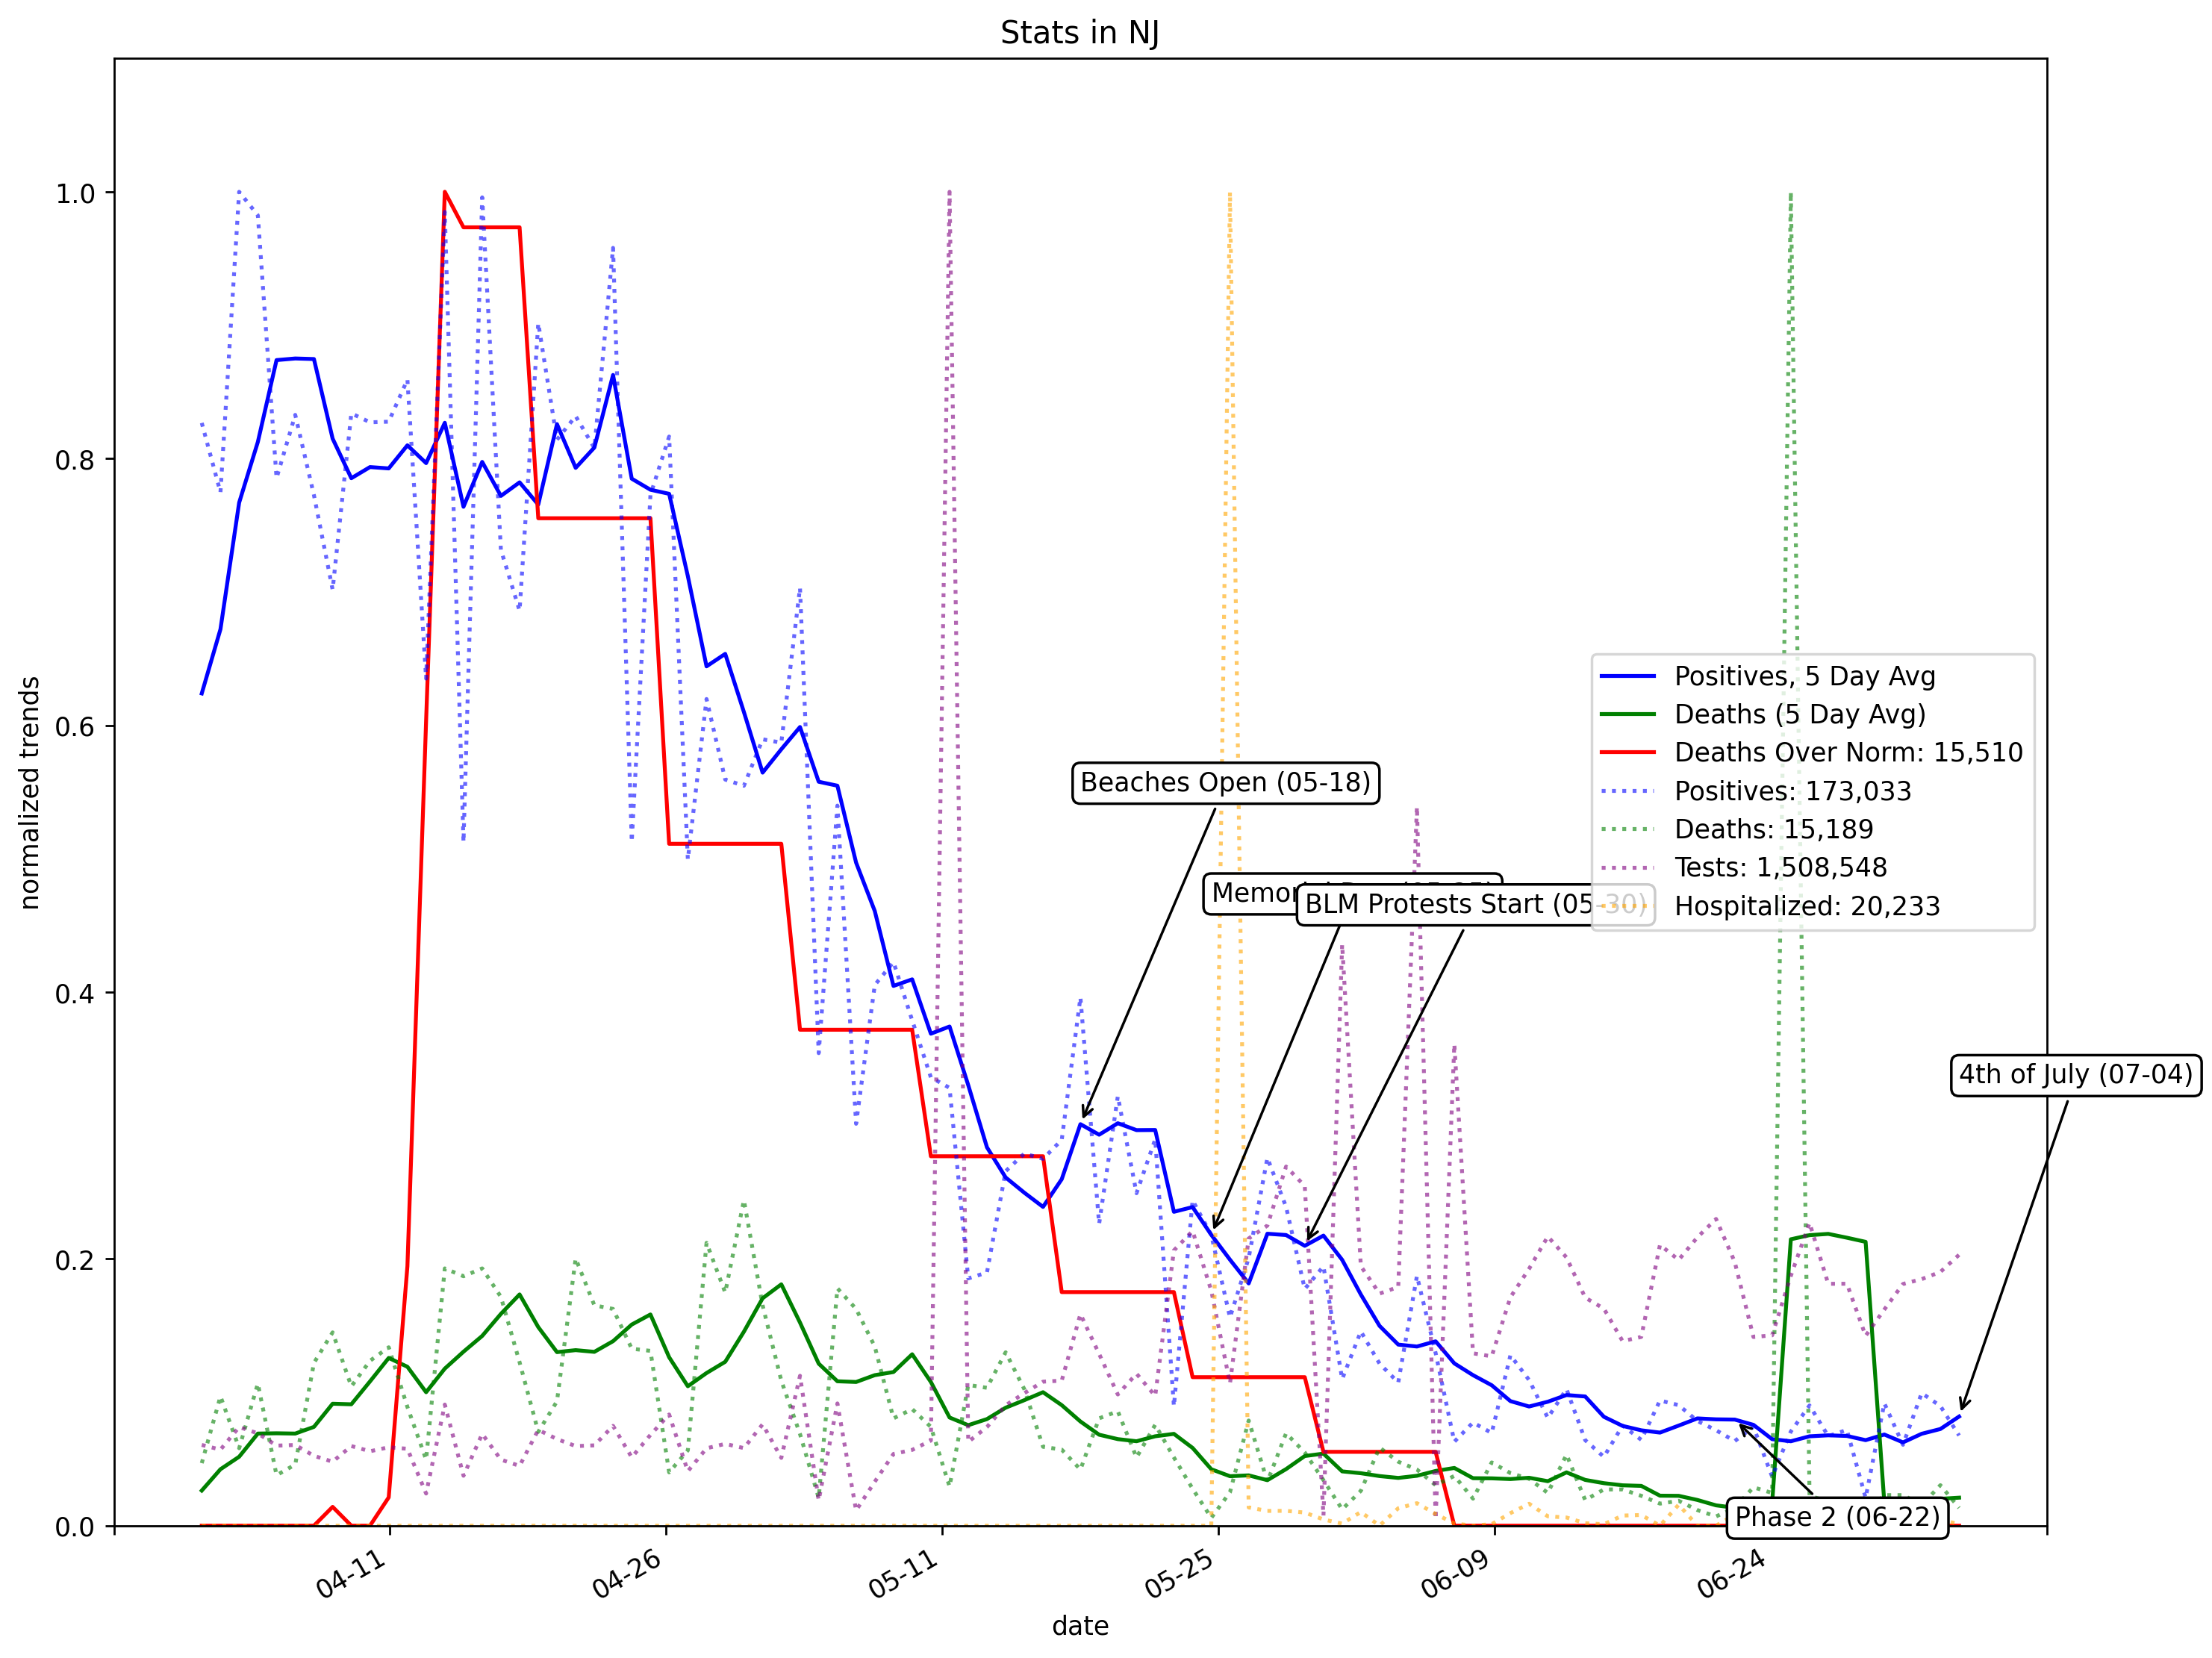 Stats in NJ
normalized trends
1.0
0.8
0.6
0.4
0.2
0.0
Positives, 5 Day Avg
Deaths (5 Day Avg)
Deaths Over Norm: 15,510
Positives: 173,033
Deaths: 15,189
Tests: 1,508,548
Hospitalized: 20,233
Beaches Open (05-18)
BLM Protests Start (05-30)
4th of July (07-04)
Phase 2 (06-22)
04-11
04-26
05-11
05-25
06-09
06-24
date